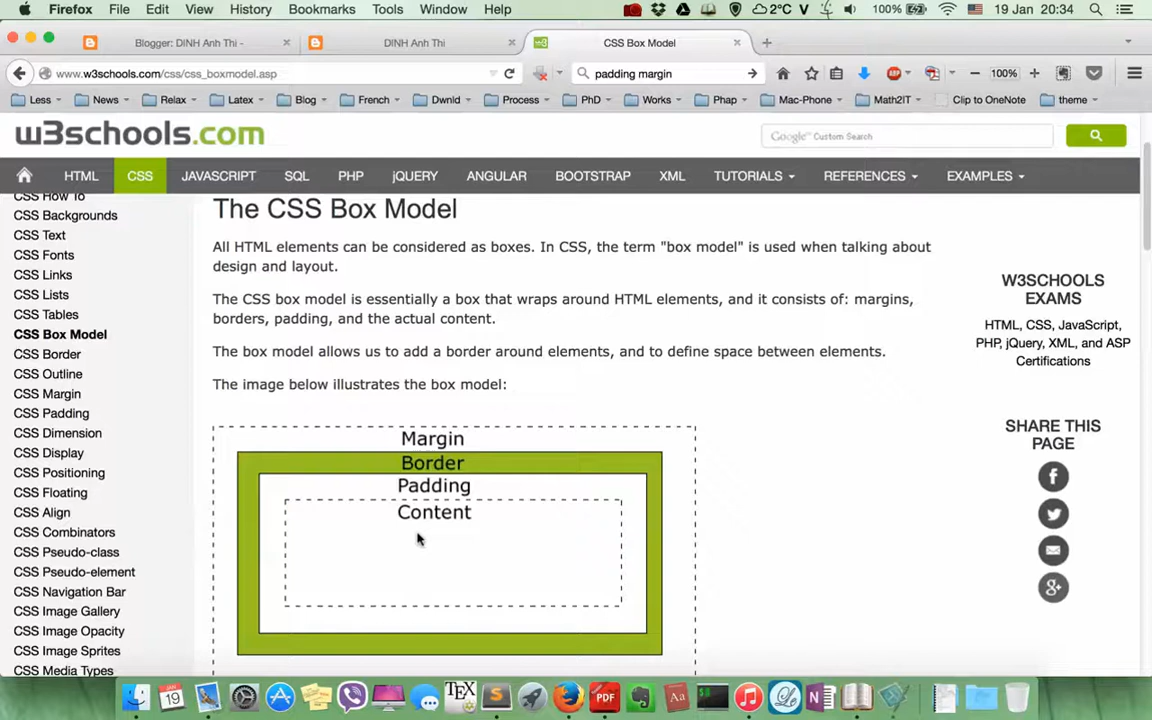 Firefox File Edit View History Bookmarks Tools Window Help 2°C 100% 19 Jan 20:34
Blogger: DINH Anh Thi - × DINH Anh Thi × CSS Box Model × +
www.w3schools.com/css/css_boxmodel.asp padding margin 100%
Less News Relax Latex Blog French Dwnld Process PhD Works Phap Mac-Phone Math2IT Clip to OneNote theme
w3schools.com Google™ Custom Search
HTML CSS JAVASCRIPT SQL PHP jQUERY ANGULAR BOOTSTRAP XML TUTORIALS REFERENCES EXAMPLES
CSS How To
CSS Backgrounds
CSS Text
CSS Fonts
CSS Links
CSS Lists
CSS Tables
CSS Box Model
CSS Border
CSS Outline
CSS Margin
CSS Padding
CSS Dimension
CSS Display
CSS Positioning
CSS Floating
CSS Align
CSS Combinators
CSS Pseudo-class
CSS Pseudo-element
CSS Navigation Bar
CSS Image Gallery
CSS Image Opacity
CSS Image Sprites
CSS Media Types
The CSS Box Model
All HTML elements can be considered as boxes. In CSS, the term "box model" is used when talking about
design and layout.
The CSS box model is essentially a box that wraps around HTML elements, and it consists of: margins,
borders, padding, and the actual content.
The box model allows us to add a border around elements, and to define space between elements.
The image below illustrates the box model:
Margin
Border
Padding
Content
W3SCHOOLS
EXAMS
HTML, CSS, JavaScript,
PHP, jQuery, XML, and ASP
Certifications
SHARE THIS
PAGE
19
TEX
PDF
Aa